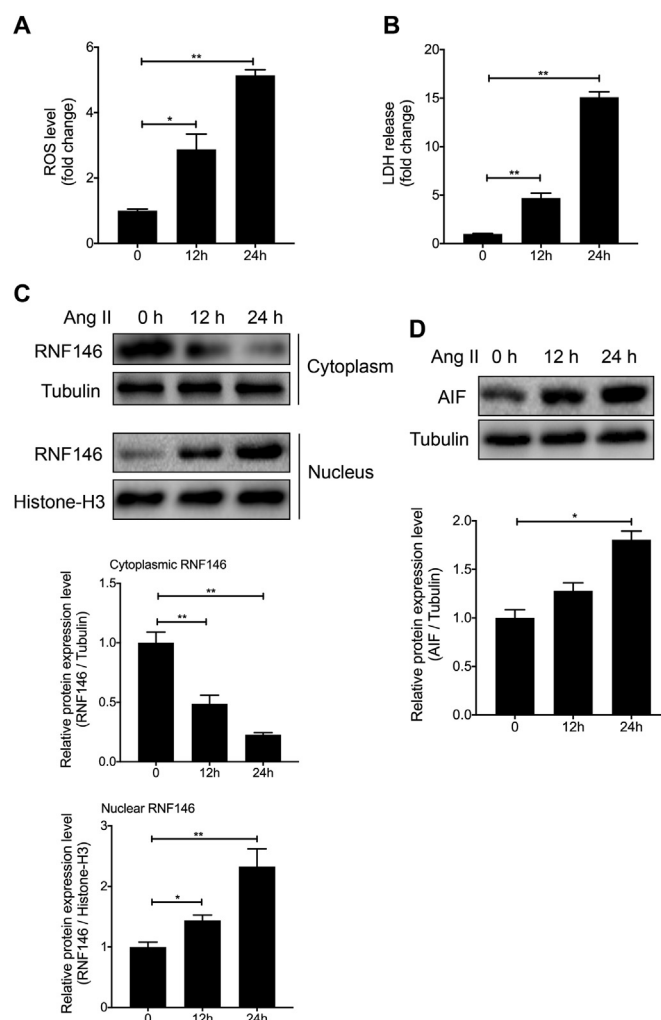 A
ROS level
(fold change)
6
4
2
0
*
**
0 12h 24h
B
LDH release
(fold change)
20
15
10
5
0
**
**
0 12h 24h
C
Ang II 0 h 12 h 24 h
RNF146
Tubulin
Cytoplasm
RNF146
Histone-H3
Nucleus
Cytoplasmic RNF146
Relative protein expression level
(RNF146 / Tubulin)
1.5
1.0
0.5
0.0
**
**
0 12h 24h
Nuclear RNF146
Relative protein expression level
(RNF146 / Histone-H3)
3
2
1
0
**
*
0 12h 24h
D
Ang II 0 h 12 h 24 h
AIF
Tubulin
Relative protein expression level
(AIF / Tubulin)
2.0
1.5
1.0
0.5
0.0
*
0 12h 24h